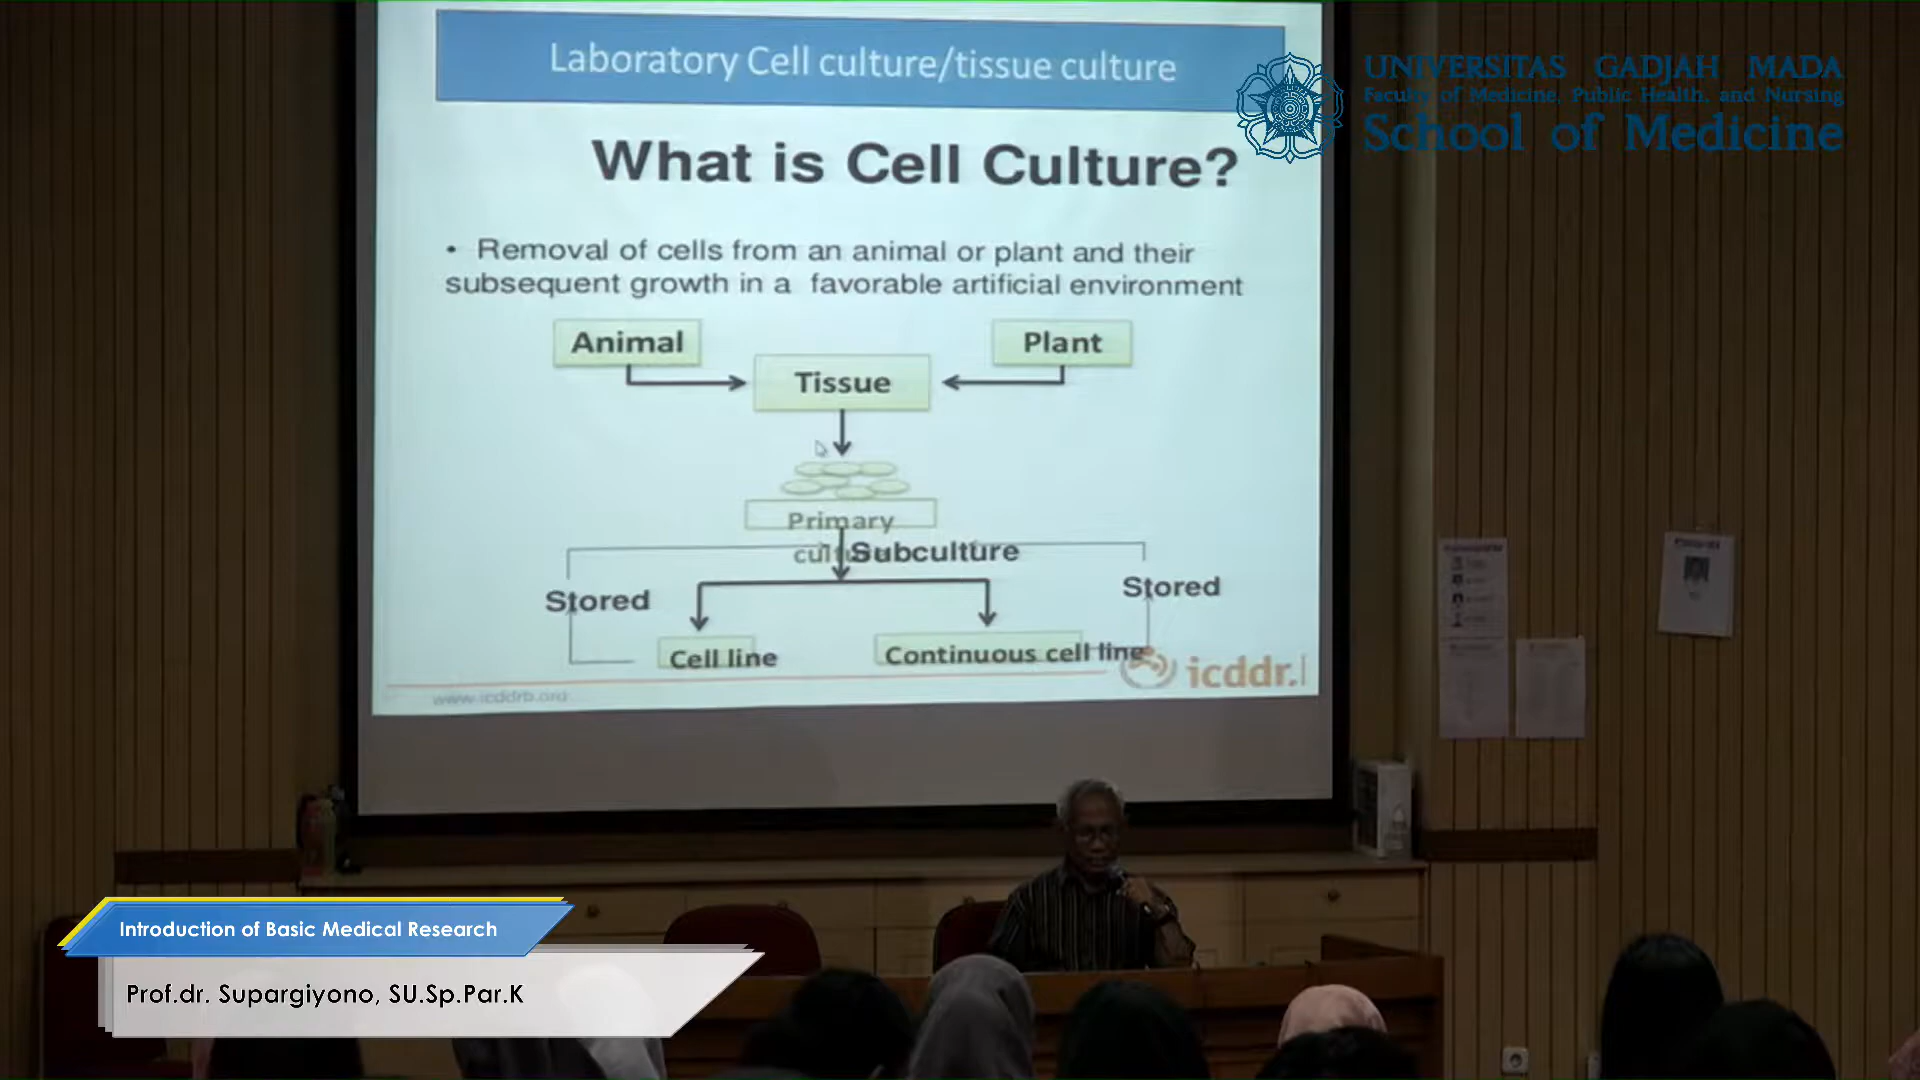 Laboratory Cell culture/tissue culture
UNIVERSITAS GADJAH MADA
Faculty of Medicine, Public Health, and Nursing
School of Medicine
What is Cell Culture?
• Removal of cells from an animal or plant and their
subsequent growth in a favorable artificial environment
Animal
Plant
Tissue
Primary
Subculture
Stored
Stored
Cell line
Continuous cell line
icddr.
www.icddrb.org
Introduction of Basic Medical Research
Prof.dr. Supargiyono, SU.Sp.Par.K